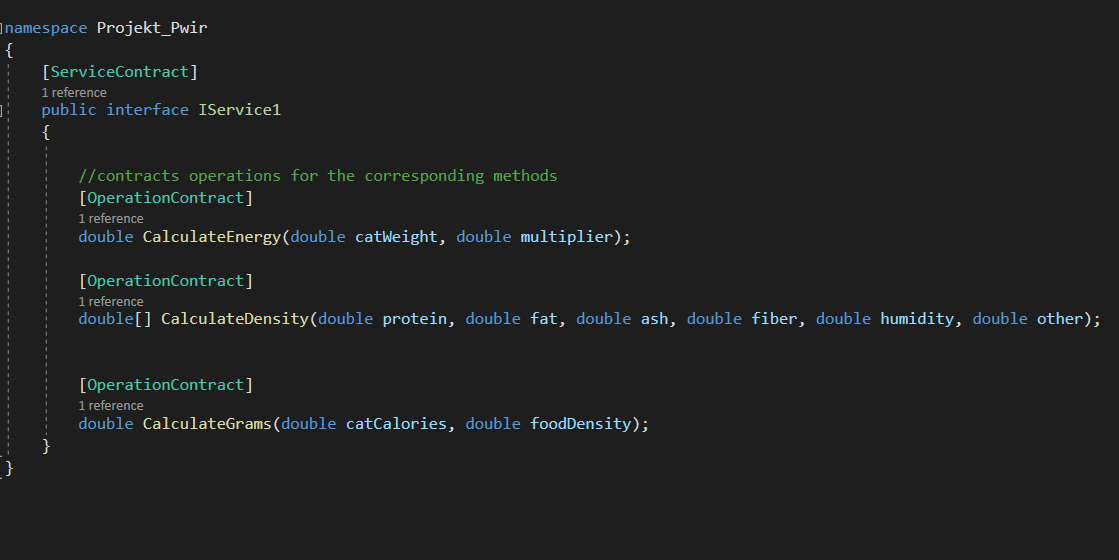 namespace Projekt_Pwir
{
[ServiceContract]
1 reference
public interface IService1
{
//contracts operations for the corresponding methods
[OperationContract]
1 reference
double CalculateEnergy(double catWeight, double multiplier);
[OperationContract]
1 reference
double[] CalculateDensity(double protein, double fat, double ash, double fiber, double humidity, double other);
[OperationContract]
1 reference
double CalculateGrams(double catCalories, double foodDensity);
}
}